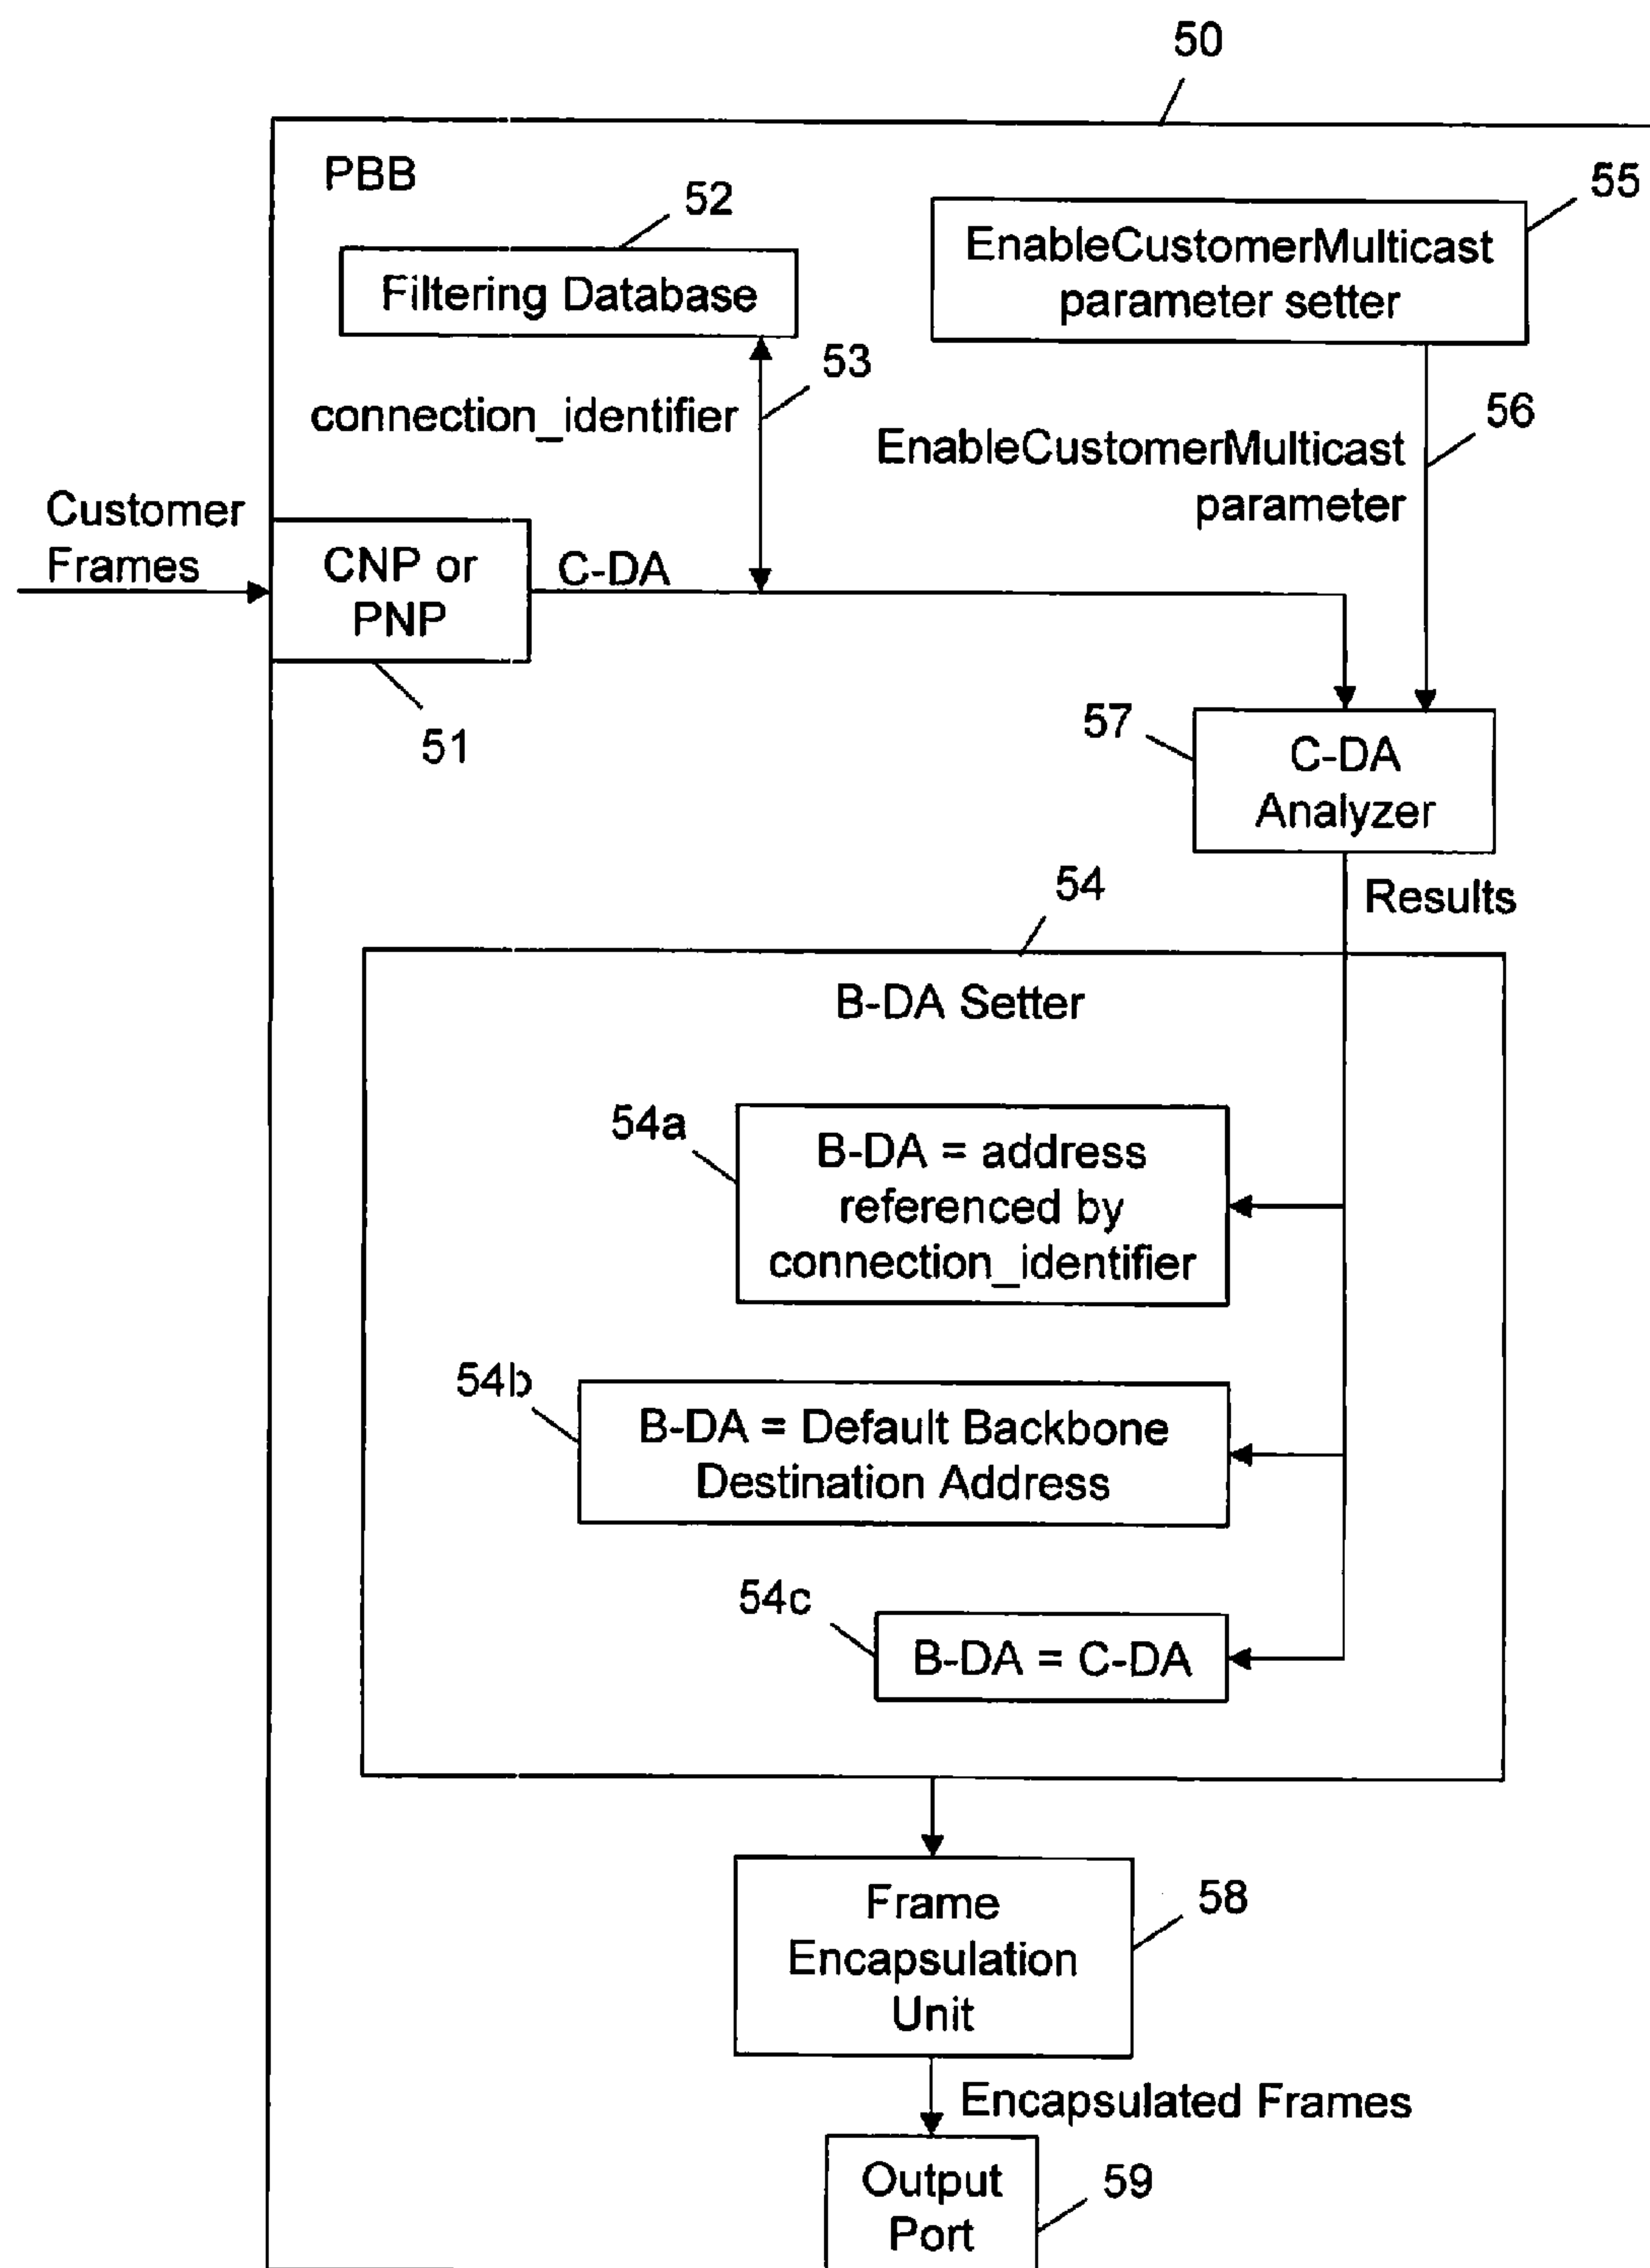 50
PBB
52
55
Filtering Database
EnableCustomerMulticast
parameter setter
53
connection_identifier
56
EnableCustomerMulticast
parameter
Customer
Frames
CNP or
PNP
C-DA
51
57
C-DA
Analyzer
54
Results
B-DA Setter
54a
B-DA = address
referenced by
connection_identifier
54b
B-DA = Default Backbone
Destination Address
54c
B-DA = C-DA
Frame
Encapsulation
Unit
58
Encapsulated Frames
Output
Port
59